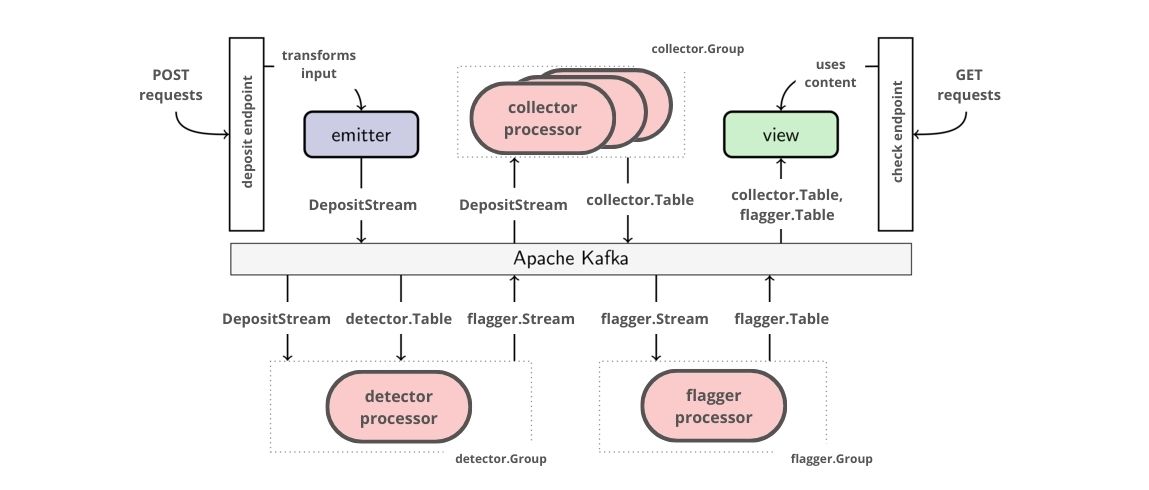 collector.Group
transforms
input
uses
content
POST
requests
GET
requests
deposit endpoint
check endpoint
collector
processor
emitter
view
DepositStream
DepositStream
collector.Table
collector.Table,
flagger.Table
Apache Kafka
DepositStream
detector.Table
flagger.Stream
flagger.Stream
flagger.Table
detector
processor
flagger
processor
detector.Group
flagger.Group